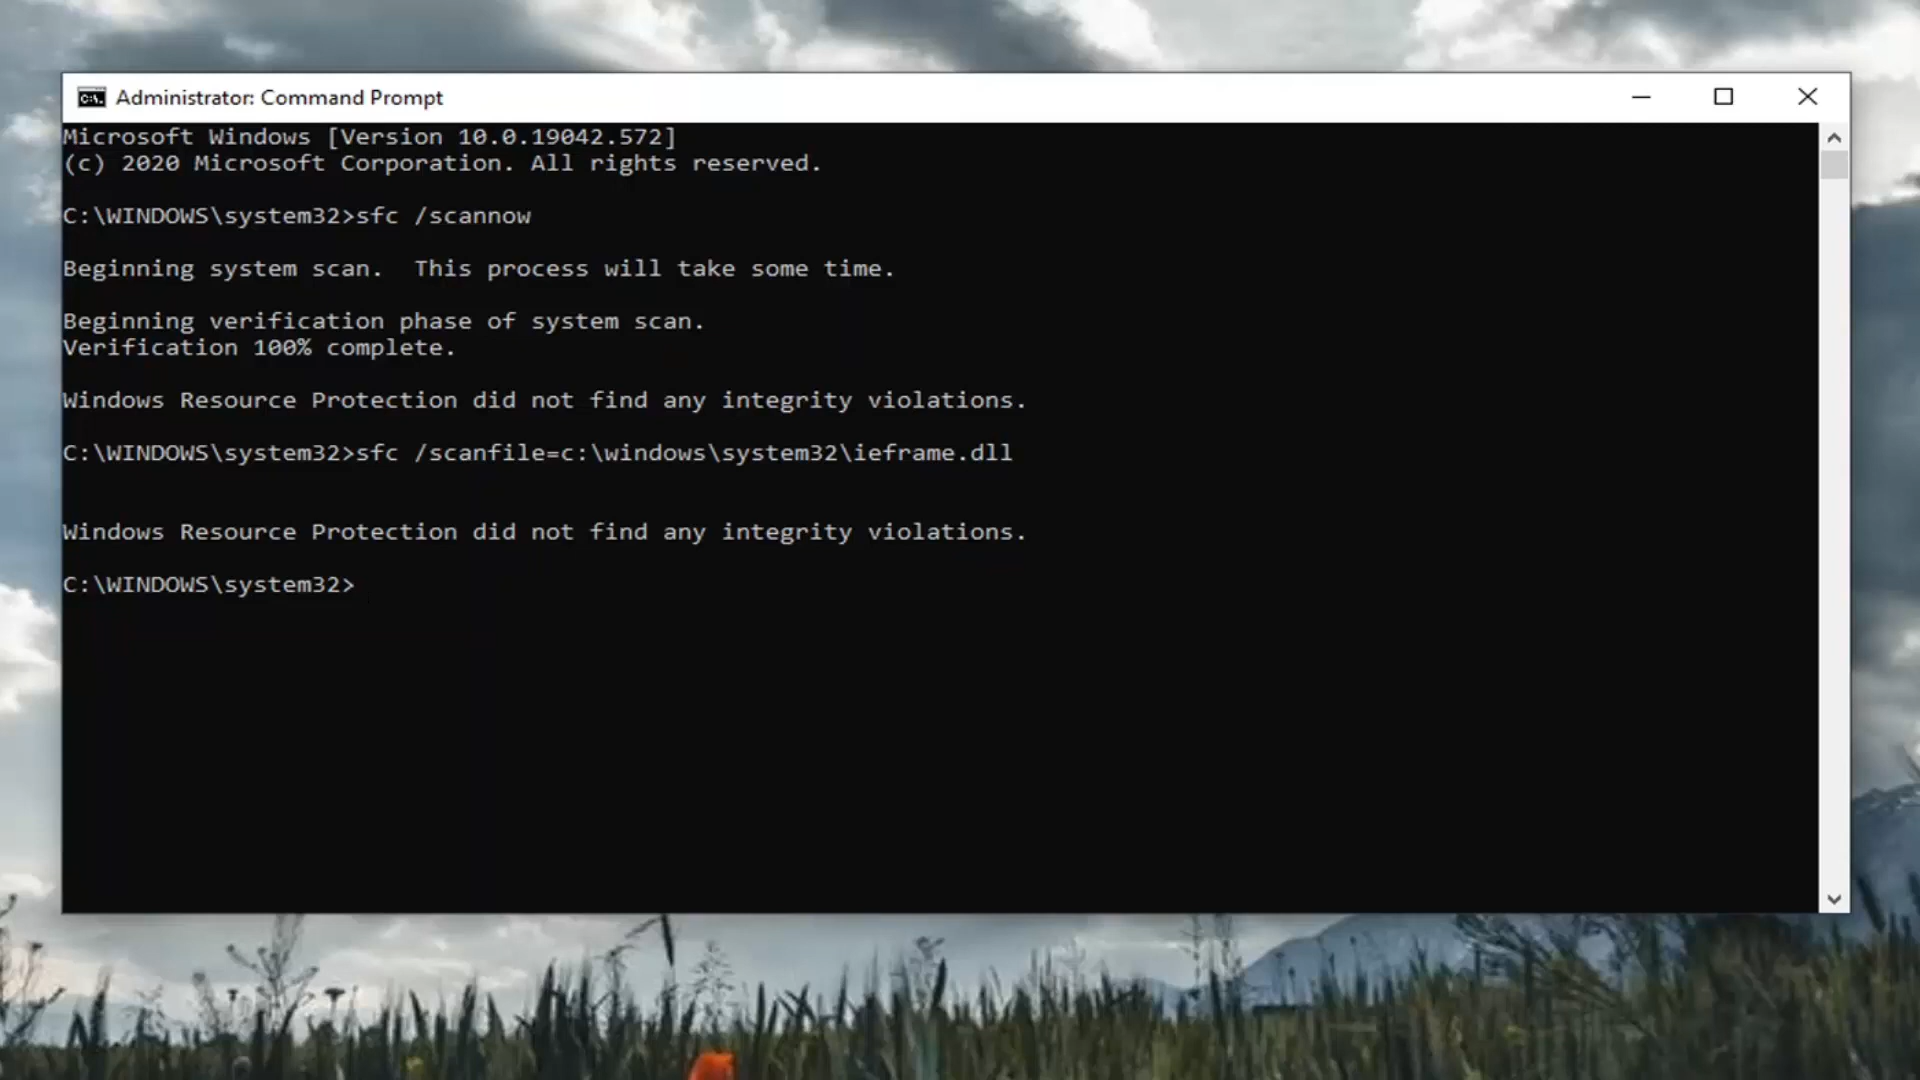 Administrator: Command Prompt
Microsoft Windows [Version 10.0.19042.572]
(c) 2020 Microsoft Corporation. All rights reserved.
C:\WINDOWS\system32>sfc /scannow
Beginning system scan.  This process will take some time.
Beginning verification phase of system scan.
Verification 100% complete.
Windows Resource Protection did not find any integrity violations.
C:\WINDOWS\system32>sfc /scanfile=c:\windows\system32\ieframe.dll
Windows Resource Protection did not find any integrity violations.
C:\WINDOWS\system32>